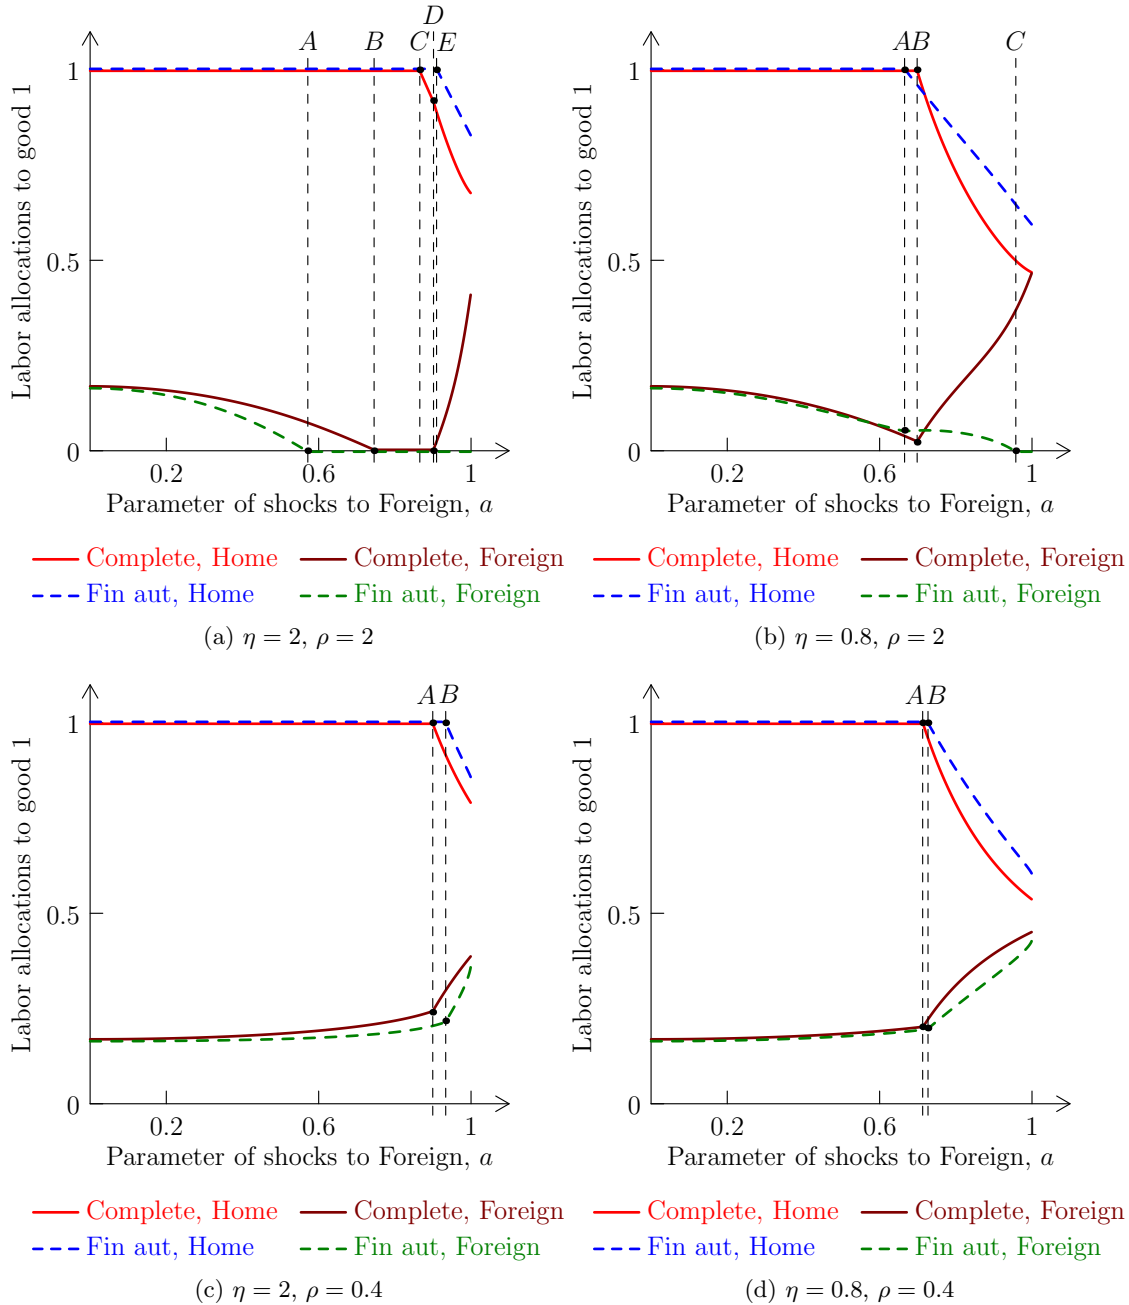 D
A B C E
A B C
Labor allocations to good 1
1
0.5
0
0.2 0.6 1
Parameter of shocks to Foreign, a
Labor allocations to good 1
1
0.5
0
0.2 0.6 1
Parameter of shocks to Foreign, a
Complete, Home Complete, Foreign
Fin aut, Home Fin aut, Foreign
(a) η = 2, ρ = 2
Complete, Home Complete, Foreign
Fin aut, Home Fin aut, Foreign
(b) η = 0.8, ρ = 2
A B
Labor allocations to good 1
1
0.5
0
0.2 0.6 1
Parameter of shocks to Foreign, a
A B
Labor allocations to good 1
1
0.5
0
0.2 0.6 1
Parameter of shocks to Foreign, a
Complete, Home Complete, Foreign
Fin aut, Home Fin aut, Foreign
(c) η = 2, ρ = 0.4
Complete, Home Complete, Foreign
Fin aut, Home Fin aut, Foreign
(d) η = 0.8, ρ = 0.4